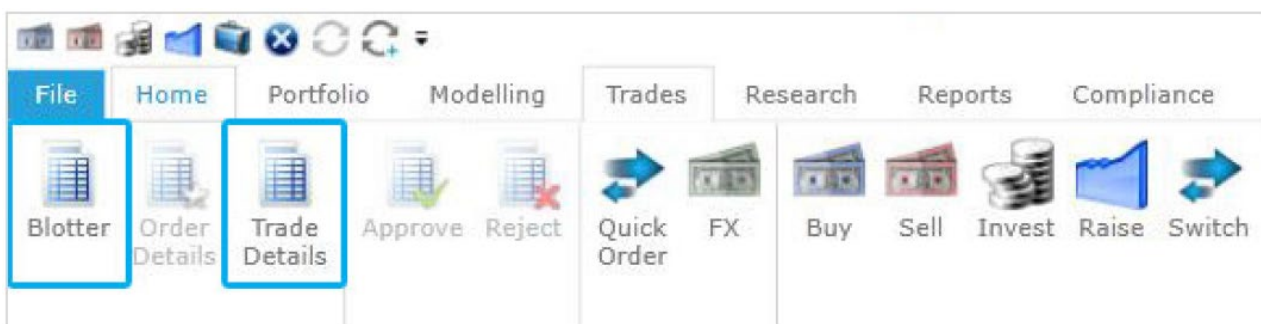 File Home Portfolio Modelling Trades Research Reports Compliance
Blotter Order Details Trade Details Approve Reject Quick Order FX Buy Sell Invest Raise Switch